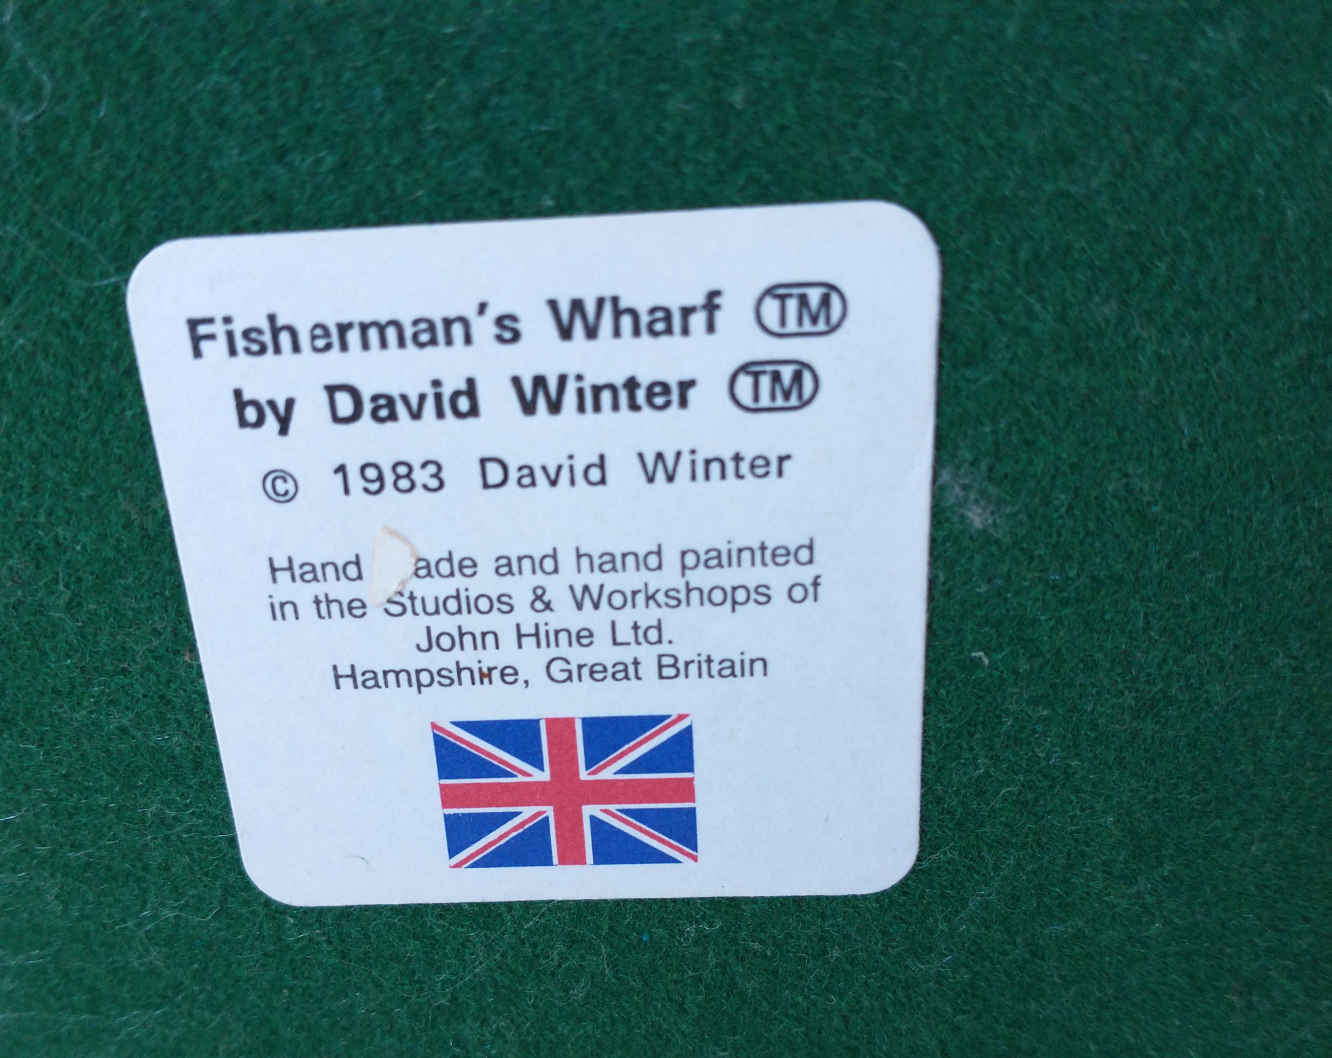 Fisherman's Wharf TM
by David Winter TM
© 1983 David Winter
Hand ade and hand painted
in the Studios & Workshops of
John Hine Ltd.
Hampshire, Great Britain